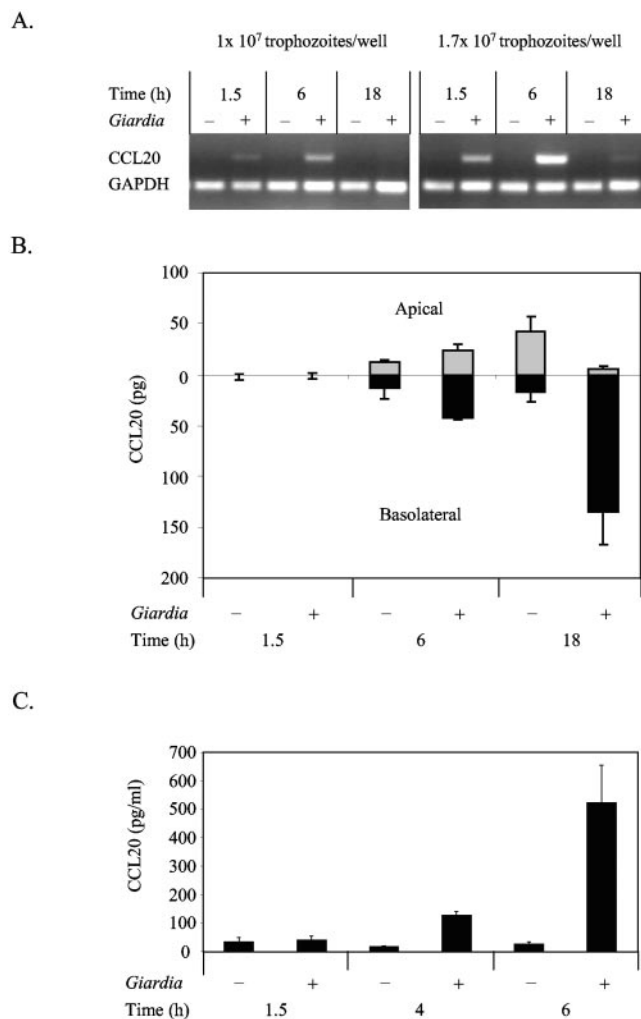 A.
1x 10⁷ trophozoites/well 1.7x 10⁷ trophozoites/well
Time (h) 1.5 6 18 1.5 6 18
Giardia – + – + – + – + – + – +
CCL20
GAPDH
B.
100
Apical
50
0
CCL20 (pg)
50
100
Basolateral
150
200
Giardia – + – + – +
Time (h) 1.5 6 18
C.
700
600
500
400
CCL20 (pg/ml)
300
200
100
0
Giardia – + – + – +
Time (h) 1.5 4 6